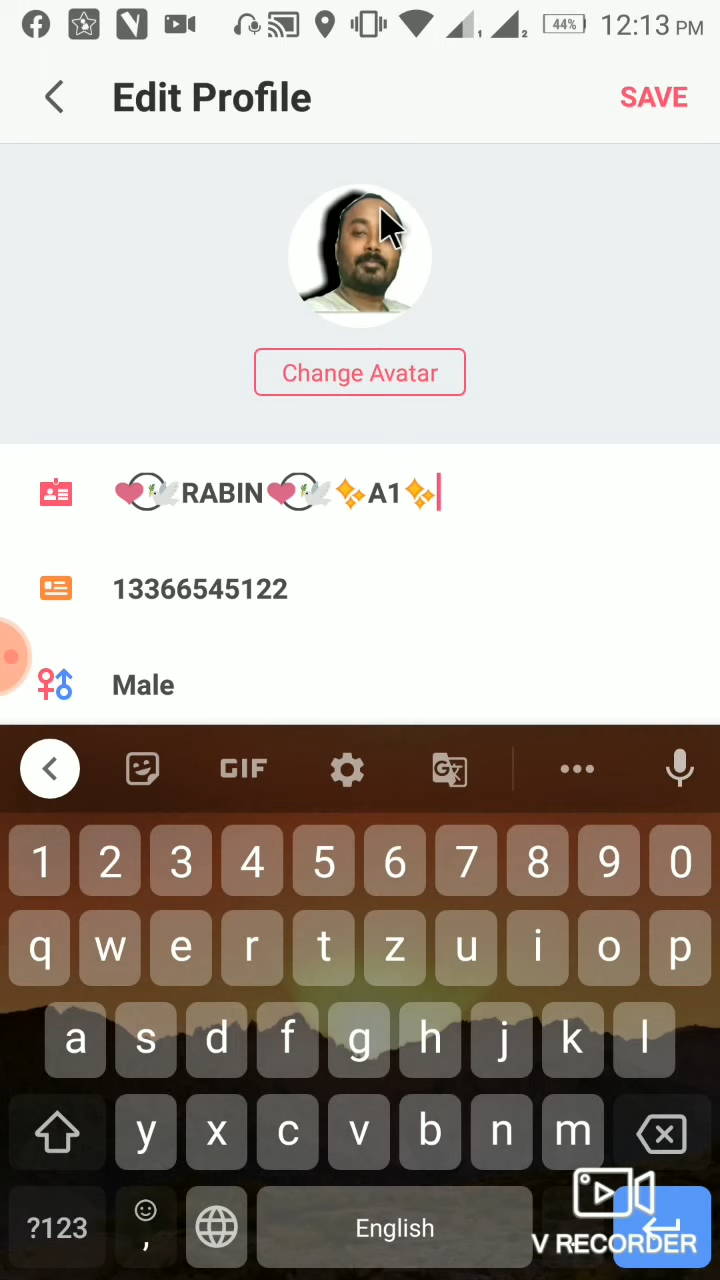 44% 12:13 PM
Edit Profile
SAVE
Change Avatar
💗⃝🕊️RABIN💗⃝🕊️✨A1✨
13366545122
Male
GIF
1 2 3 4 5 6 7 8 9 0
q w e r t z u i o p
a s d f g h j k l
y x c v b n m
?123 , English
V RECORDER